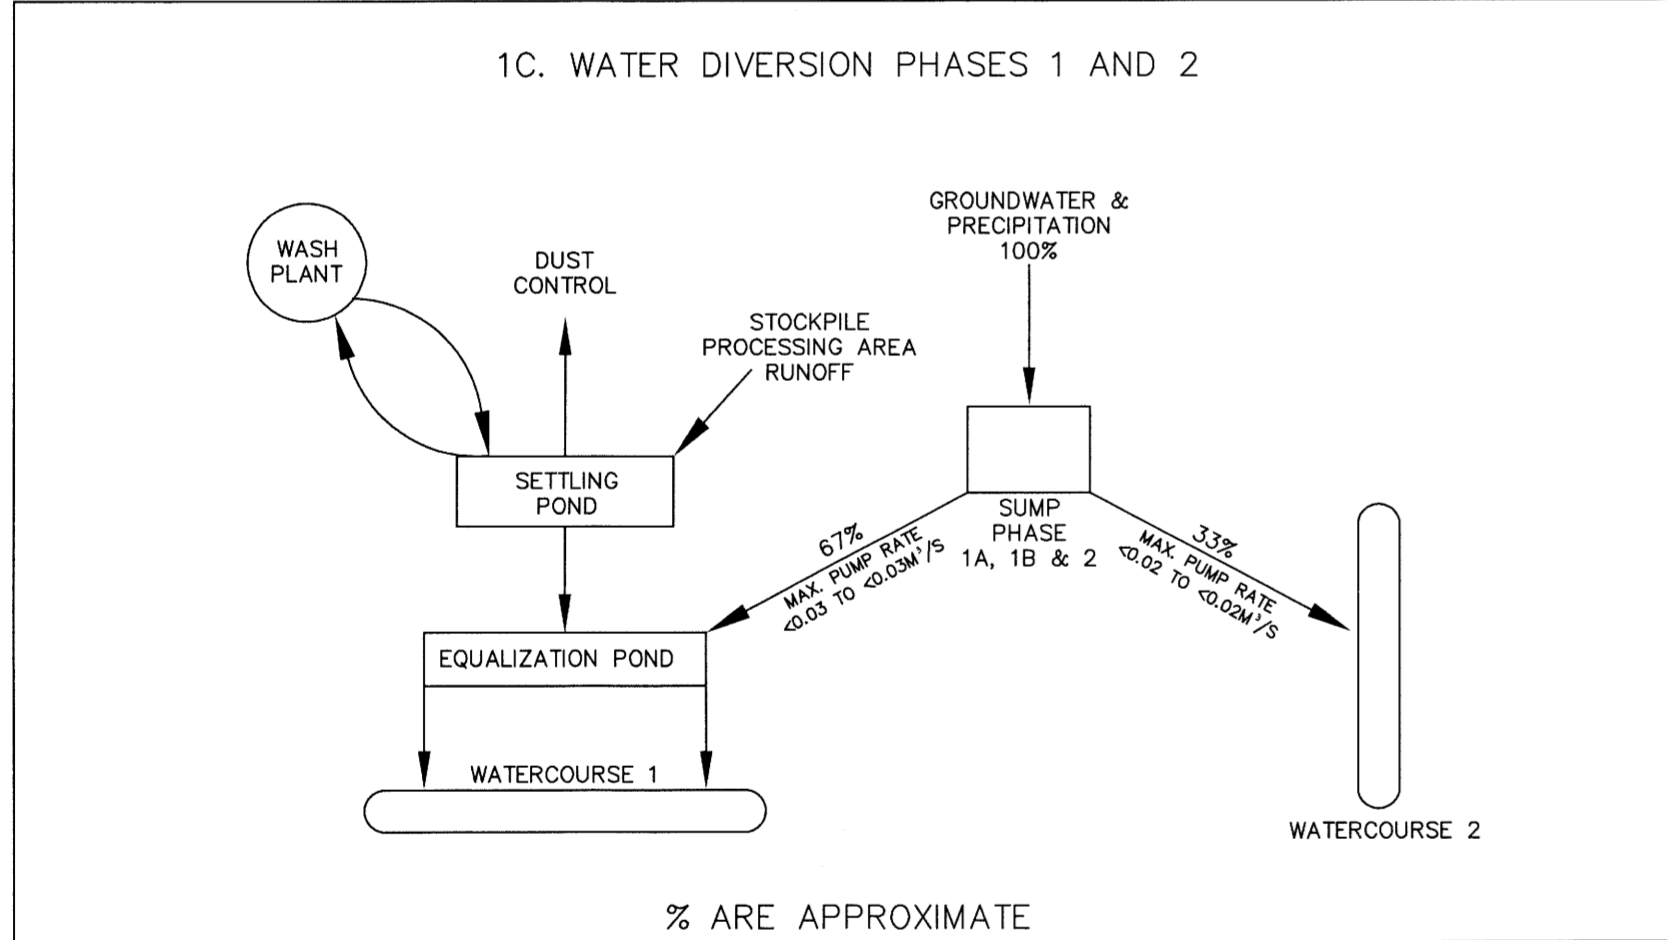 1C. WATER DIVERSION PHASES 1 AND 2
GROUNDWATER &
PRECIPITATION
100%
WASH
PLANT
DUST
CONTROL
STOCKPILE
PROCESSING AREA
RUNOFF
SETTLING
POND
SUMP
PHASE
1A, 1B & 2
67%
MAX. PUMP RATE
<0.03 TO <0.03M³/S
33%
MAX. PUMP RATE
<0.02 TO <0.02M³/S
EQUALIZATION POND
WATERCOURSE 1
WATERCOURSE 2
% ARE APPROXIMATE